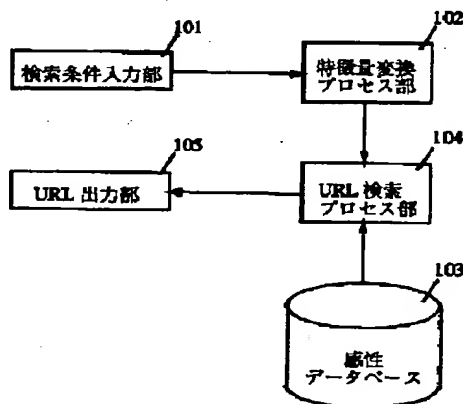 101
検索条件入力部
102
特徴量変換
プロセス部
105
URL 出力部
104
URL 検索
プロセス部
103
感性
データベース